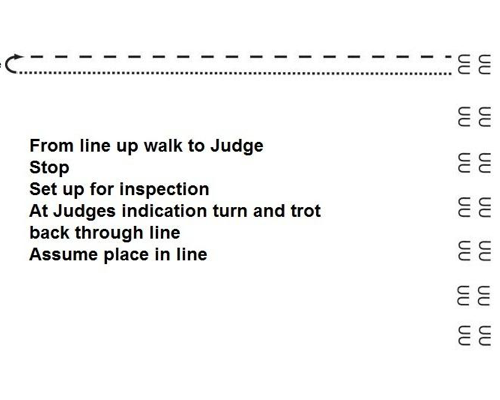 From line up walk to Judge
Stop
Set up for inspection
At Judges indication turn and trot
back through line
Assume place in line